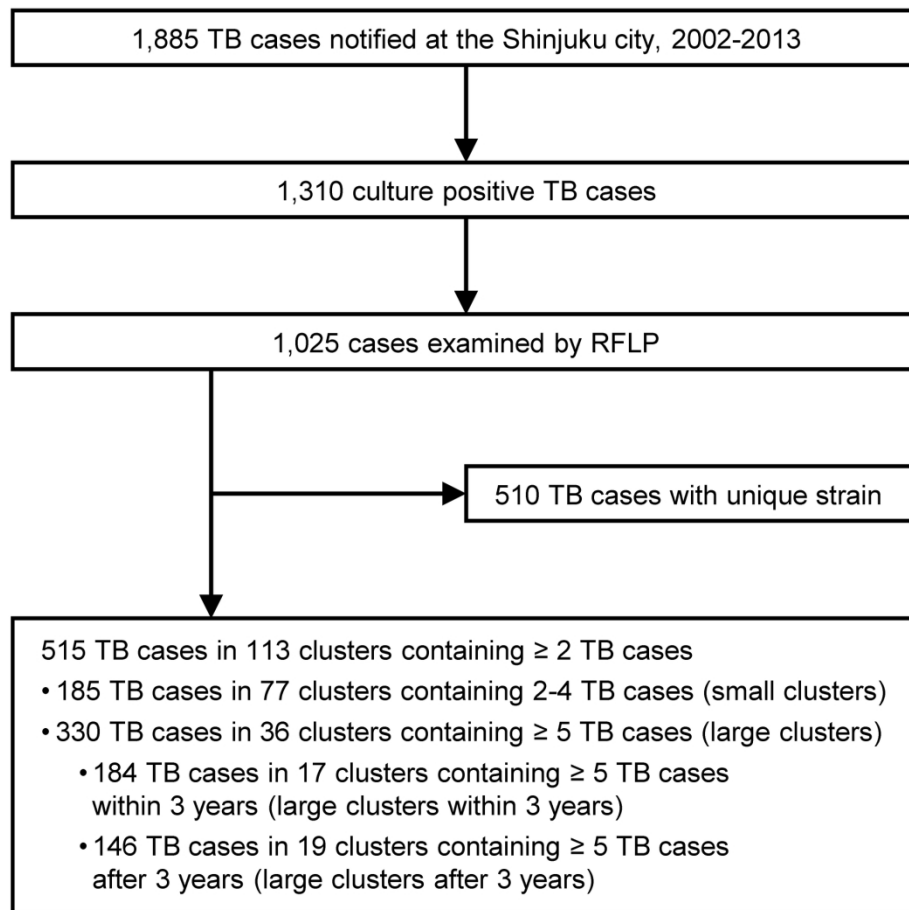 1,885 TB cases notified at the Shinjuku city, 2002-2013
1,310 culture positive TB cases
1,025 cases examined by RFLP
510 TB cases with unique strain
515 TB cases in 113 clusters containing ≥ 2 TB cases
• 185 TB cases in 77 clusters containing 2-4 TB cases (small clusters)
• 330 TB cases in 36 clusters containing ≥ 5 TB cases (large clusters)
• 184 TB cases in 17 clusters containing ≥ 5 TB cases
within 3 years (large clusters within 3 years)
• 146 TB cases in 19 clusters containing ≥ 5 TB cases
after 3 years (large clusters after 3 years)